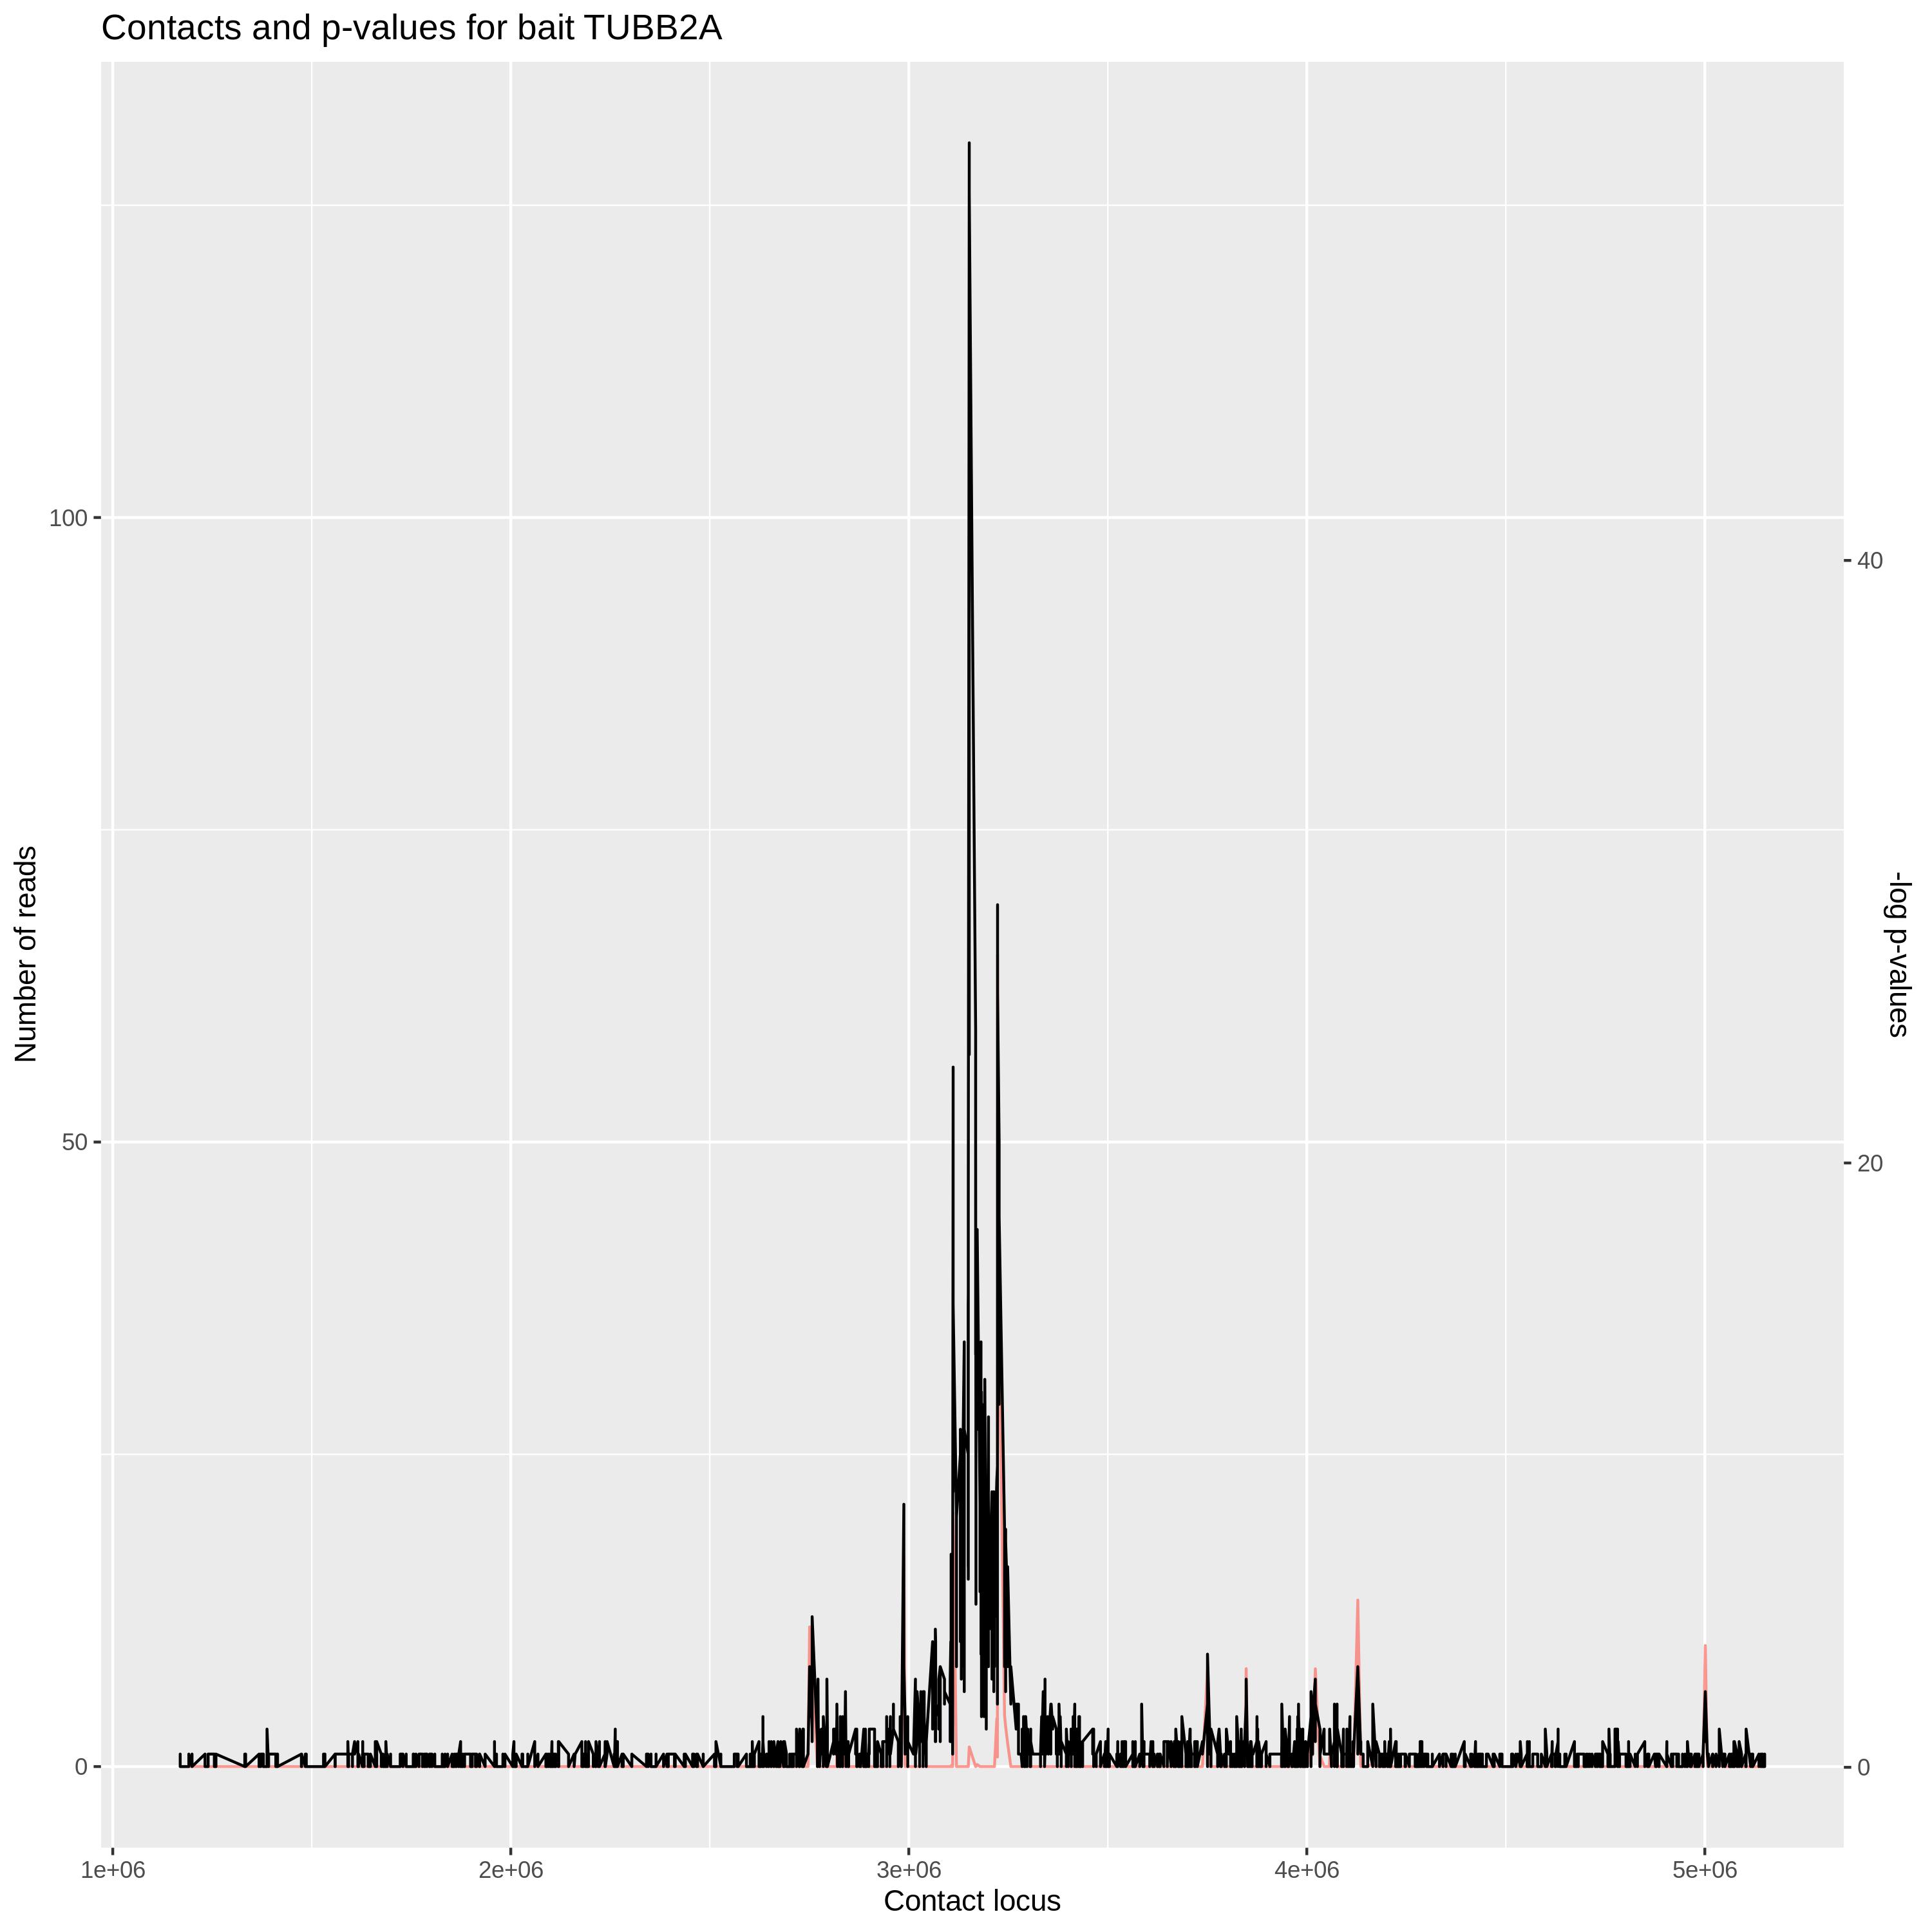 Contacts and p-values for bait TUBB2A
Number of reads
100
50
0
40
20
0
-log p-values
1e+06 2e+06 3e+06 4e+06 5e+06
Contact locus